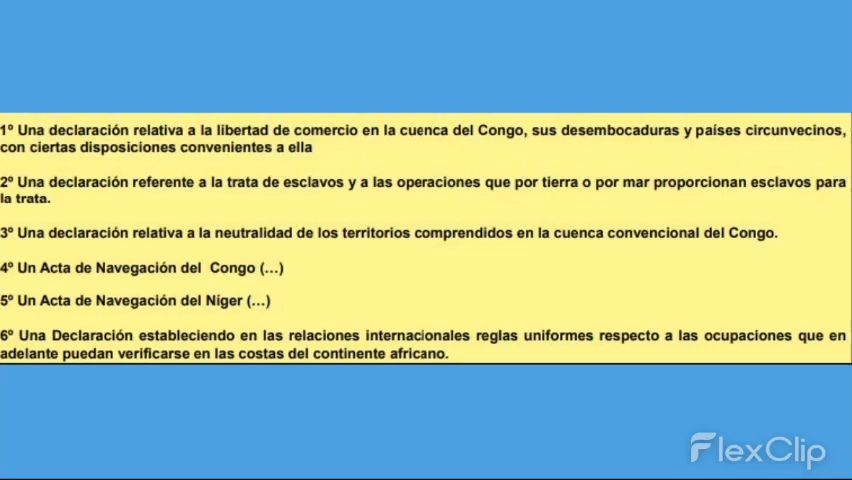 1º Una declaración relativa a la libertad de comercio en la cuenca del Congo, sus desembocaduras y países circunvecinos,
con ciertas disposiciones convenientes a ella
2º Una declaración referente a la trata de esclavos y a las operaciones que por tierra o por mar proporcionan esclavos para
la trata.
3º Una declaración relativa a la neutralidad de los territorios comprendidos en la cuenca convencional del Congo.
4º Un Acta de Navegación del Congo (...)
5º Un Acta de Navegación del Níger (...)
6º Una Declaración estableciendo en las relaciones internacionales reglas uniformes respecto a las ocupaciones que en
adelante puedan verificarse en las costas del continente africano.
FlexClip